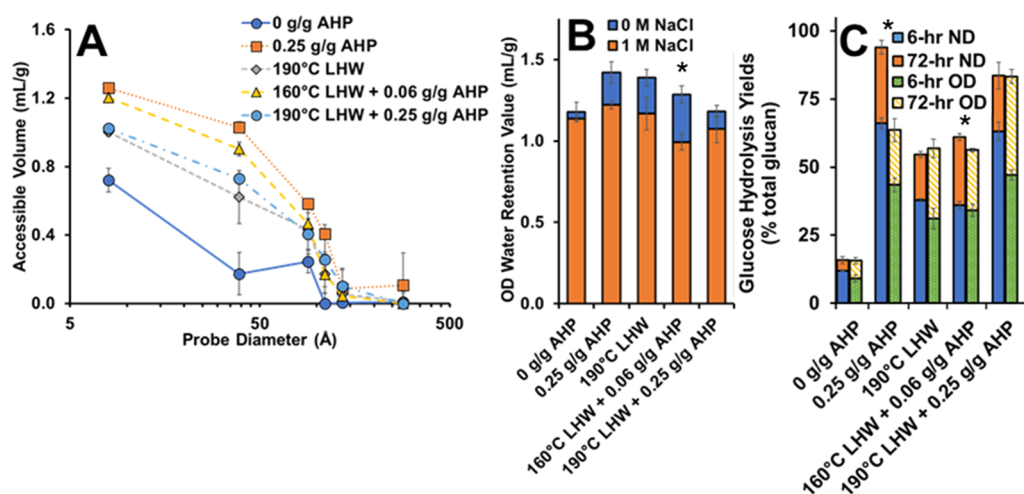 A
0 g/g AHP
0.25 g/g AHP
190°C LHW
160°C LHW + 0.06 g/g AHP
190°C LHW + 0.25 g/g AHP
Accessible Volume (mL/g)
1.6
1.2
0.8
0.4
0.0
5
50
500
Probe Diameter (Å)
B
0 M NaCl
1 M NaCl
*
OD Water Retention Value (mL/g)
1.5
1.0
0.5
0.0
0 g/g AHP
0.25 g/g AHP
190°C LHW
160°C LHW + 0.06 g/g AHP
190°C LHW + 0.25 g/g AHP
C
6-hr ND
72-hr ND
6-hr OD
72-hr OD
*
*
Glucose Hydrolysis Yields
(% total glucan)
100
75
50
25
0
0 g/g AHP
0.25 g/g AHP
190°C LHW
160°C LHW + 0.06 g/g AHP
190°C LHW + 0.25 g/g AHP